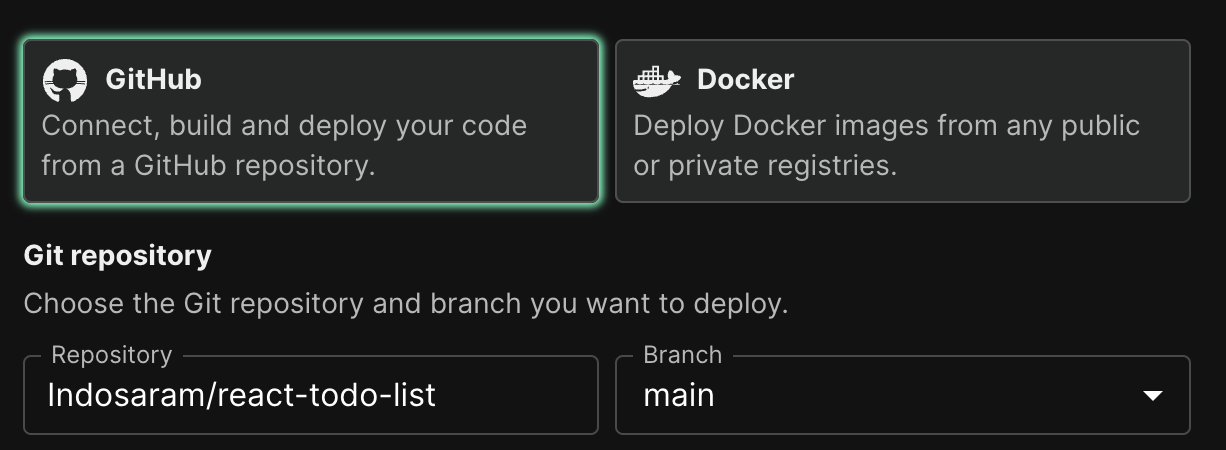 GitHub
Connect, build and deploy your code
from a GitHub repository.
Docker
Deploy Docker images from any public
or private registries.
Git repository
Choose the Git repository and branch you want to deploy.
Repository
Indosaram/react-todo-list
Branch
main